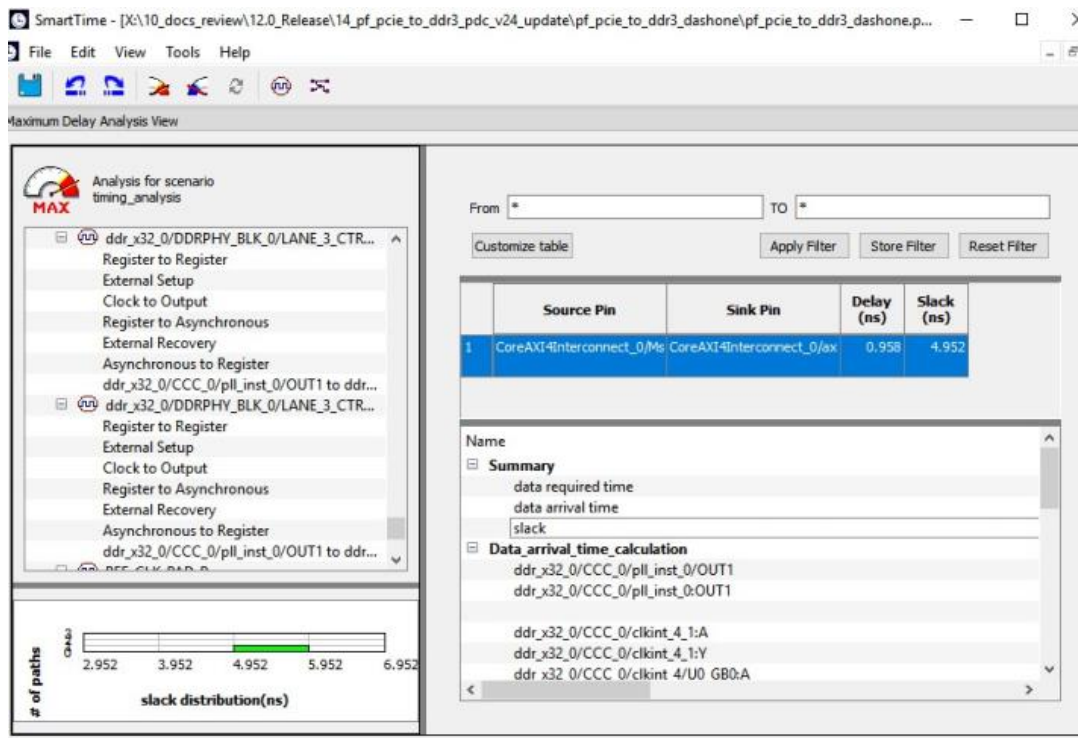 SmartTime - [X:\10_docs_review\12.0_Release\14_pf_pcie_to_ddr3_pdc_v24_update\pf_pcie_to_ddr3_dashone\pf_pcie_to_ddr3_dashone.p...
File Edit View Tools Help
Maximum Delay Analysis View
MAX
Analysis for scenario
timing_analysis
ddr_x32_0/DDRPHY_BLK_0/LANE_3_CTR...
Register to Register
External Setup
Clock to Output
Register to Asynchronous
External Recovery
Asynchronous to Register
ddr_x32_0/CCC_0/pll_inst_0/OUT1 to ddr...
ddr_x32_0/DDRPHY_BLK_0/LANE_3_CTR...
Register to Register
External Setup
Clock to Output
Register to Asynchronous
External Recovery
Asynchronous to Register
ddr_x32_0/CCC_0/pll_inst_0/OUT1 to ddr...
# of paths
2.952 3.952 4.952 5.952 6.952
slack distribution(ns)
From * TO *
Customize table Apply Filter Store Filter Reset Filter
Source Pin Sink Pin Delay (ns) Slack (ns)
1 CoreAXI4Interconnect_0/Ms CoreAXI4Interconnect_0/ax 0.958 4.952
Name
Summary
data required time
data arrival time
slack
Data_arrival_time_calculation
ddr_x32_0/CCC_0/pll_inst_0/OUT1
ddr_x32_0/CCC_0/pll_inst_0:OUT1
ddr_x32_0/CCC_0/clkint_4_1:A
ddr_x32_0/CCC_0/clkint_4_1:Y
ddr_x32_0/CCC_0/clkint_4/U0_GB0:A